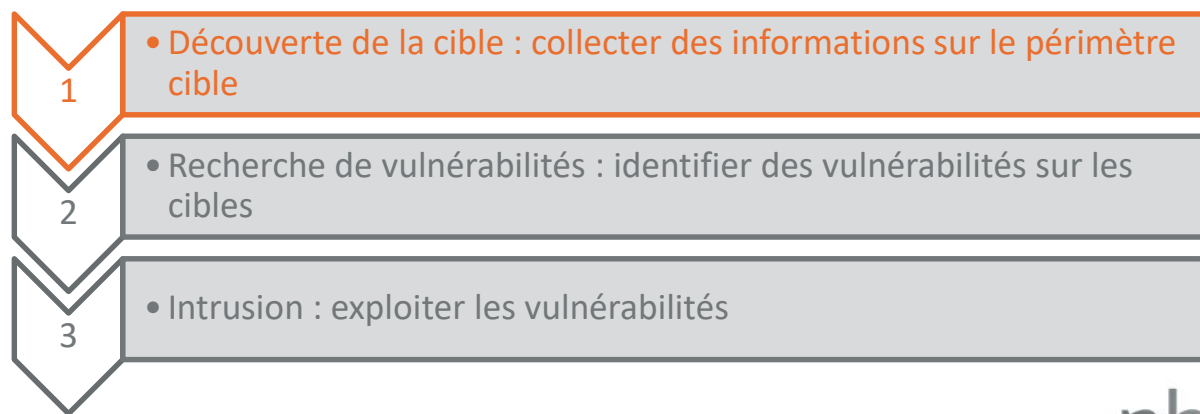 • Découverte de la cible : collecter des informations sur le périmètre
cible
1
• Recherche de vulnérabilités : identifier des vulnérabilités sur les
cibles
2
• Intrusion : exploiter les vulnérabilités
3